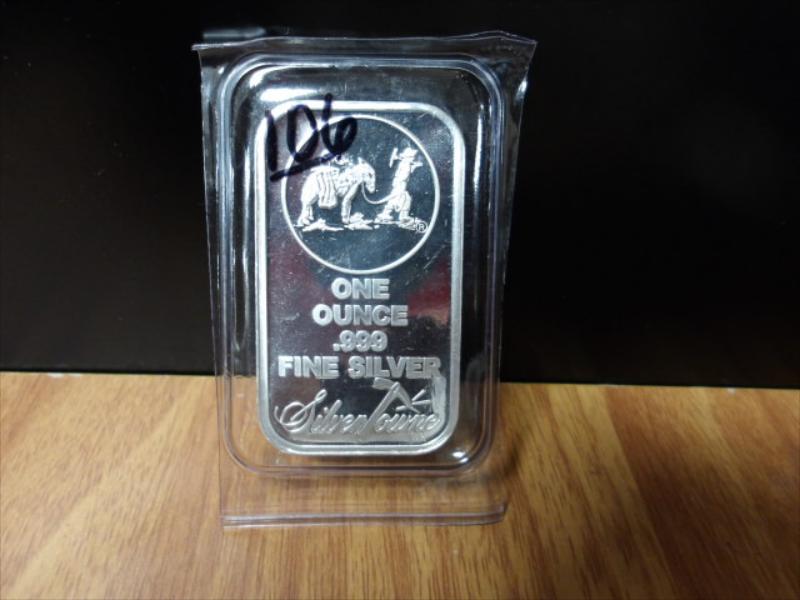 106
®
ONE
OUNCE
.999
FINE SILVER
SilverTowne